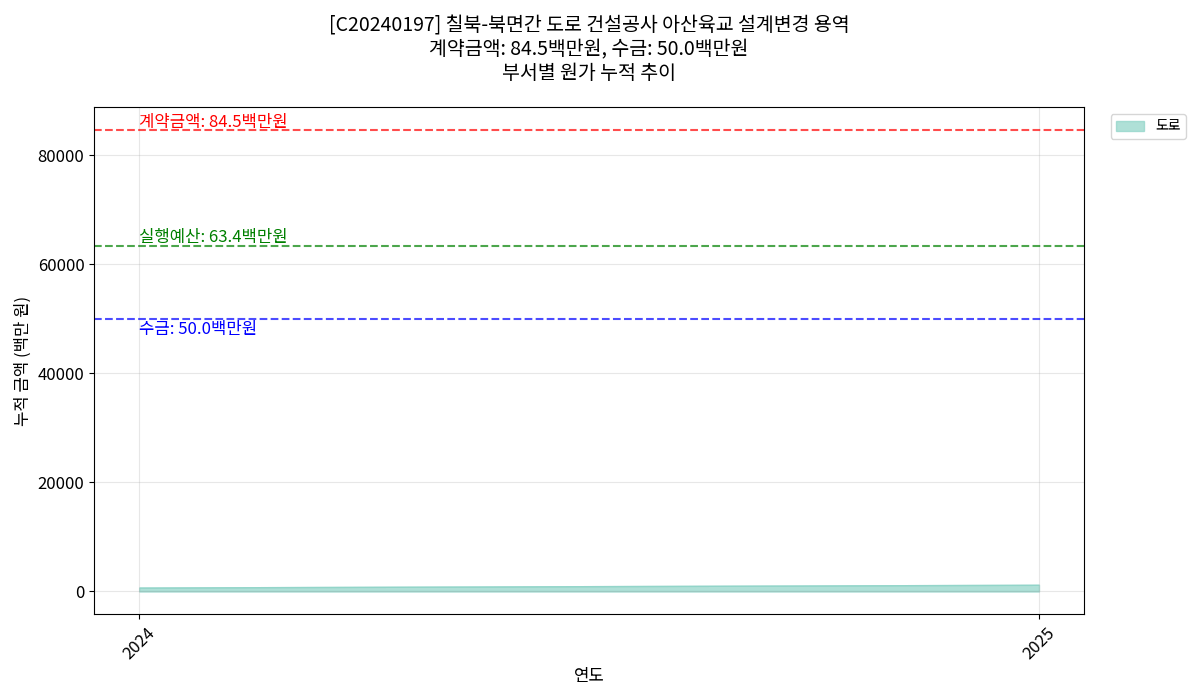 [C20240197] 칠북-북면간 도로 건설공사 아산육교 설계변경 용역
계약금액: 84.5백만원, 수금: 50.0백만원
부서별 원가 누적 추이
계약금액: 84.5백만원
도로
80000
실행예산: 63.4백만원
60000
수금: 50.0백만원
40000
누적 금액 (백만 원)
20000
0
2024
2025
연도